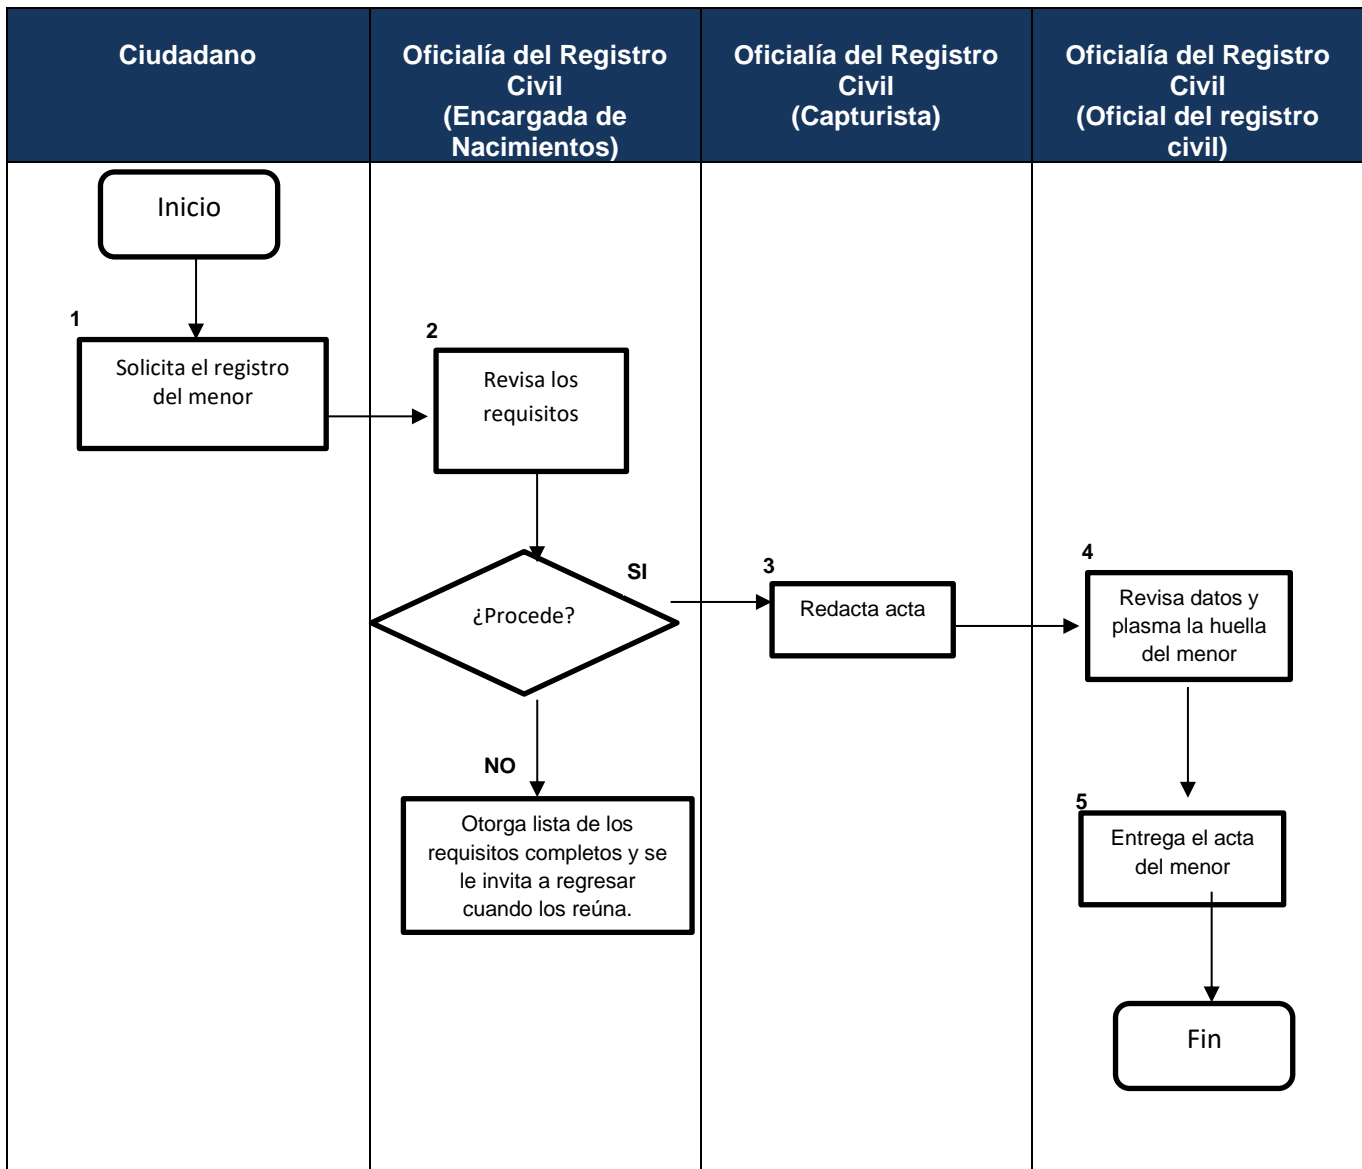 Ciudadano
Oficialía del Registro
Civil
(Encargada de
Nacimientos)
Oficialía del Registro
Civil
(Capturista)
Oficialía del Registro
Civil
(Oficial del registro
civil)
Inicio
1
Solicita el registro
del menor
2
Revisa los
requisitos
¿Procede?
SI
3
Redacta acta
4
Revisa datos y
plasma la huella
del menor
NO
Otorga lista de los
requisitos completos y se
le invita a regresar
cuando los reúna.
5
Entrega el acta
del menor
Fin